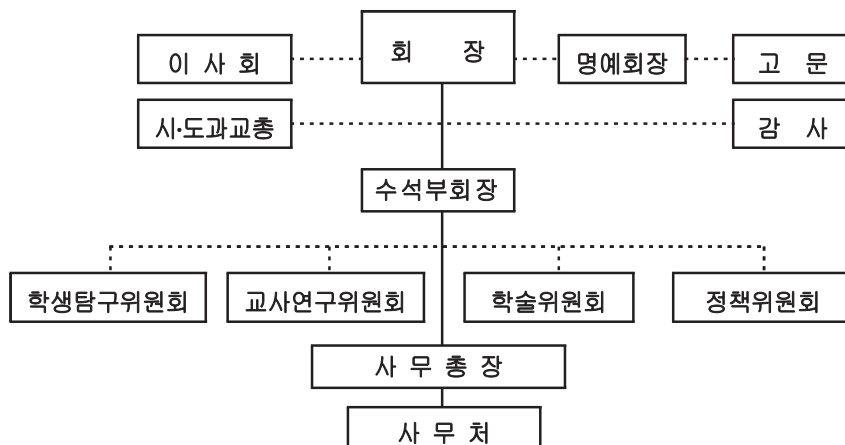 회 장
이 사 회
명예회장
고 문
시·도과교총
감 사
수석부회장
학생탐구위원회
교사연구위원회
학술위원회
정책위원회
사 무 총 장
사 무 처